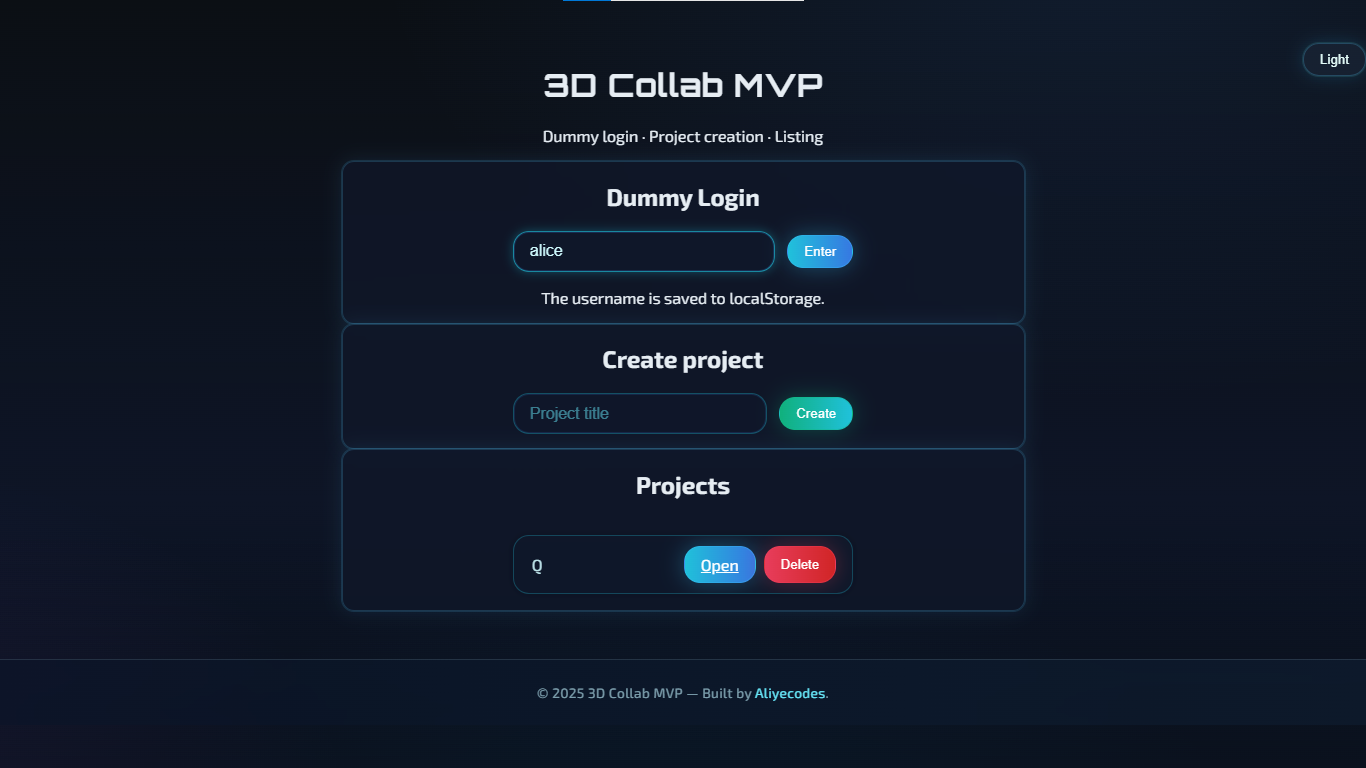 Light
3D Collab MVP
Dummy login · Project creation · Listing
Dummy Login
alice
Enter
The username is saved to localStorage.
Create project
Project title
Create
Projects
Q
Open
Delete
© 2025 3D Collab MVP — Built by Aliyecodes.